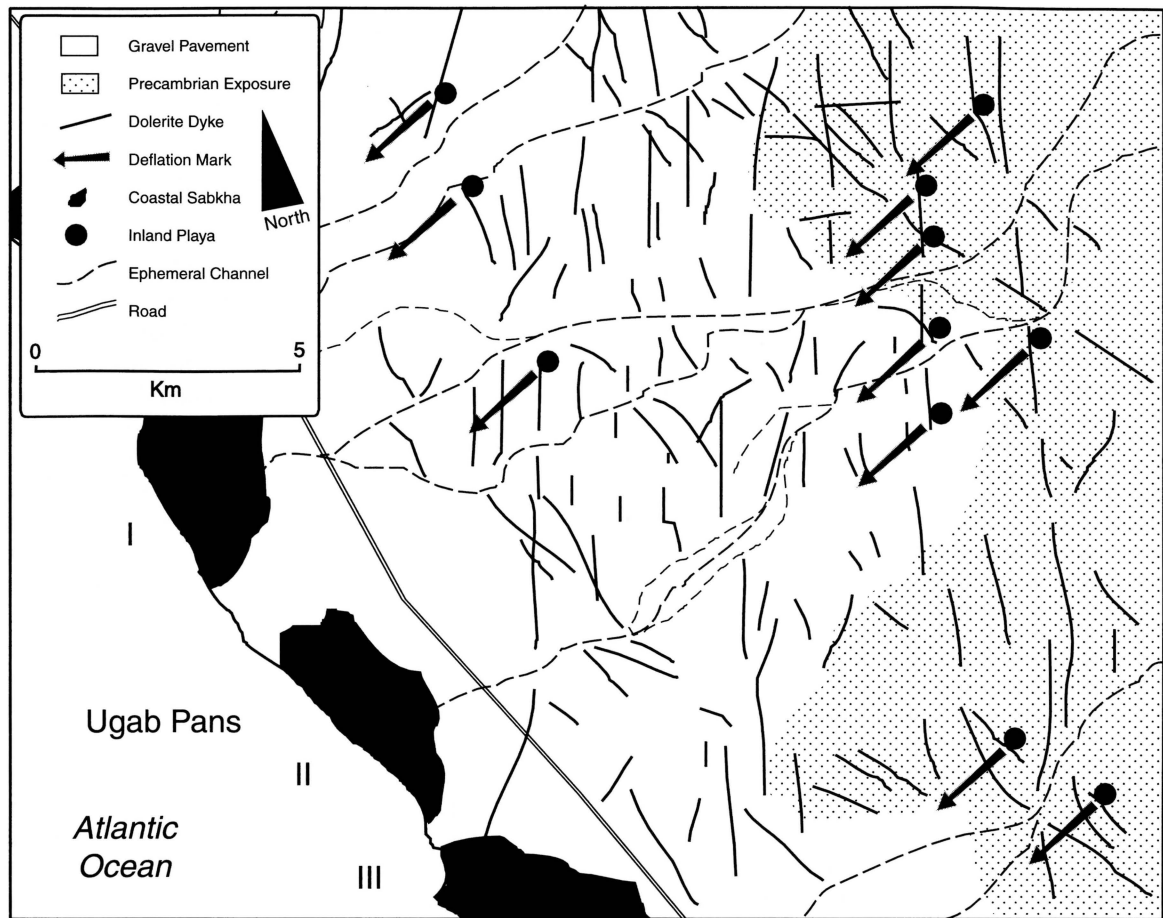 Gravel Pavement
Precambrian Exposure
Dolerite Dyke
Deflation Mark
Coastal Sabkha
Inland Playa
North
Ephemeral Channel
Road
0 5
Km
I
Ugab Pans
II
Atlantic
Ocean
III